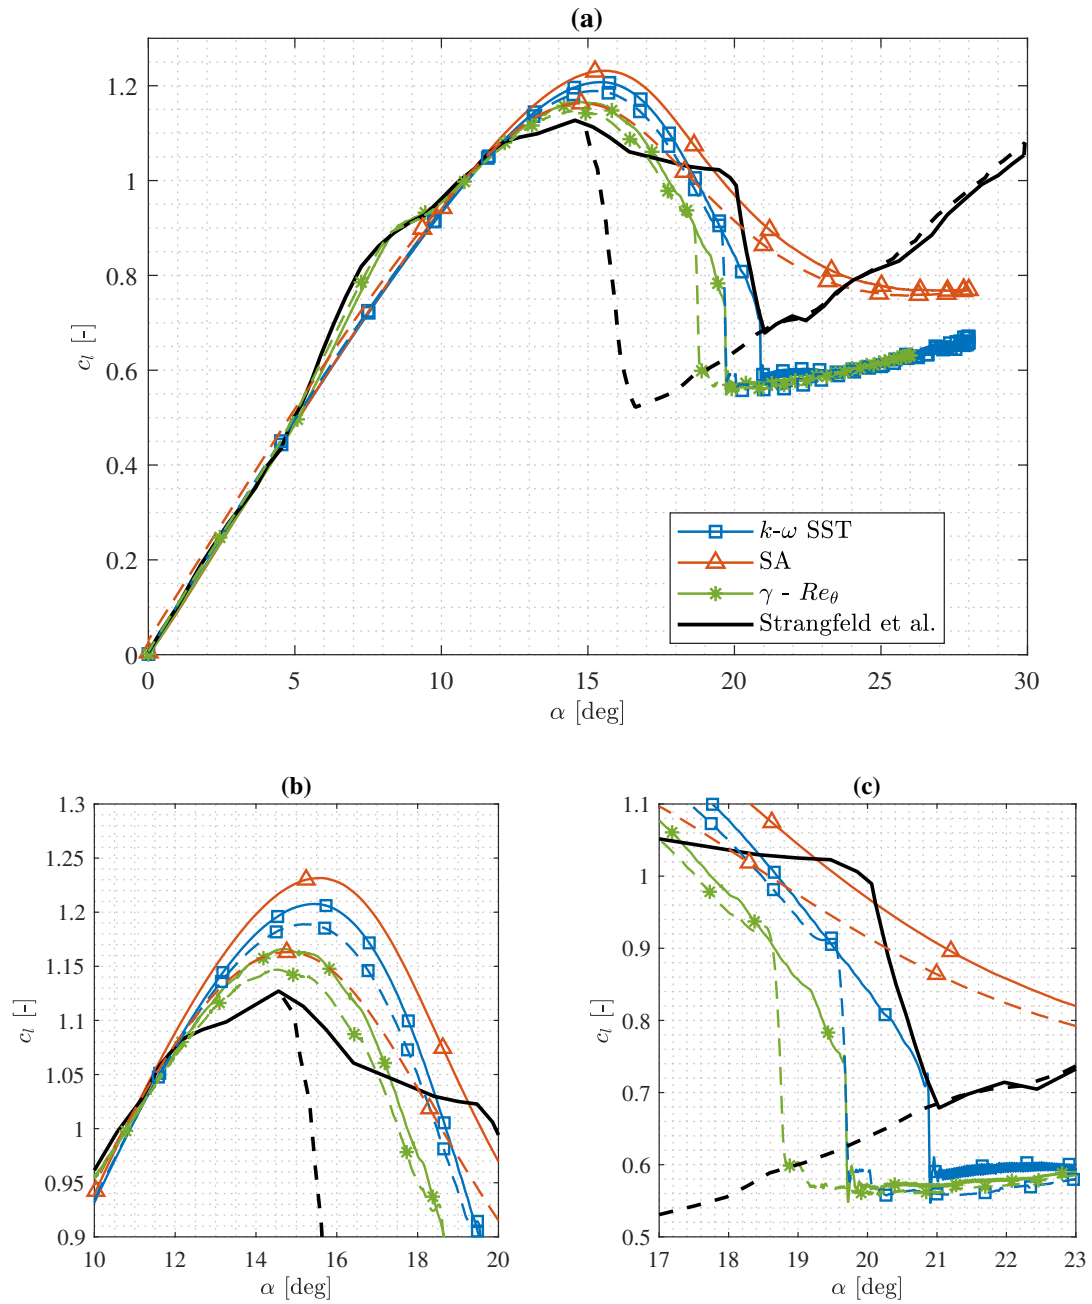 (a)
1.2
1
0.8
0.6
0.4
0.2
0
c_l [-]
k-ω SST
SA
γ - Re_θ
Strangfeld et al.
0 5 10 15 20 25 30
α [deg]
(b)
1.3
1.25
1.2
1.15
1.1
1.05
1
0.95
0.9
c_l [-]
10 12 14 16 18 20
α [deg]
(c)
1.1
1
0.9
0.8
0.7
0.6
0.5
c_l [-]
17 18 19 20 21 22 23
α [deg]